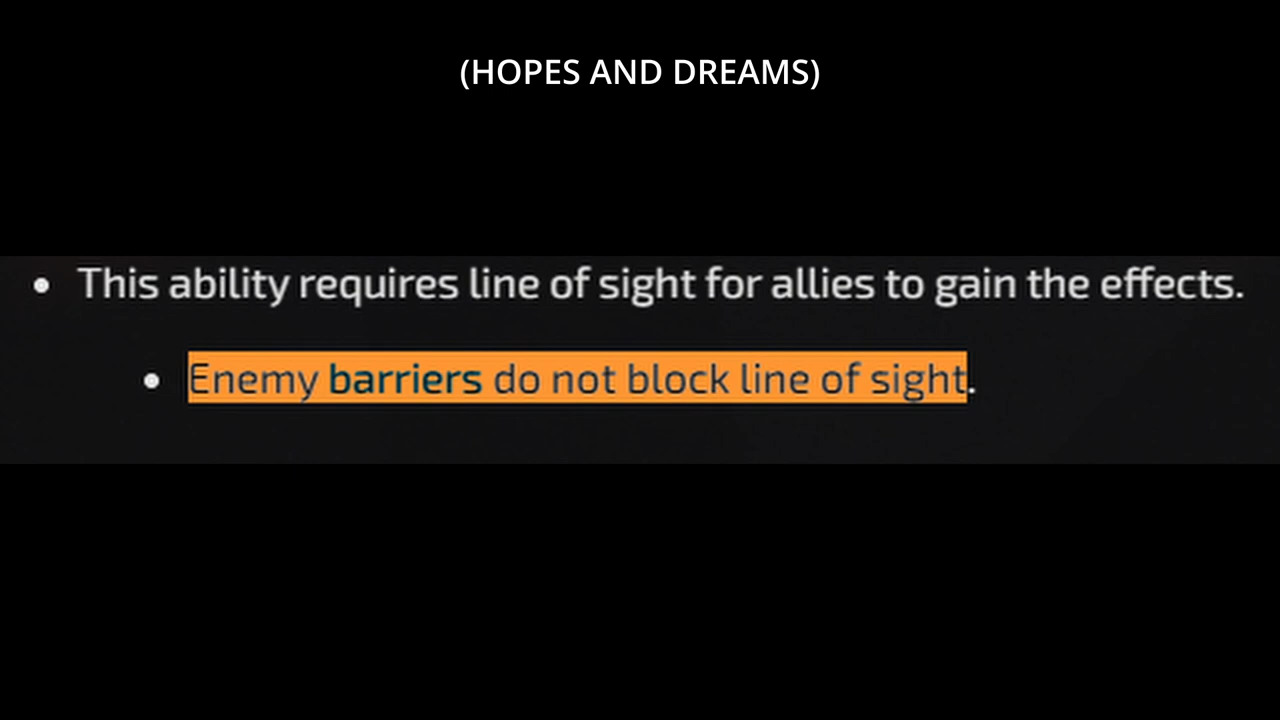 (HOPES AND DREAMS)
• This ability requires line of sight for allies to gain the effects.
• Enemy barriers do not block line of sight.